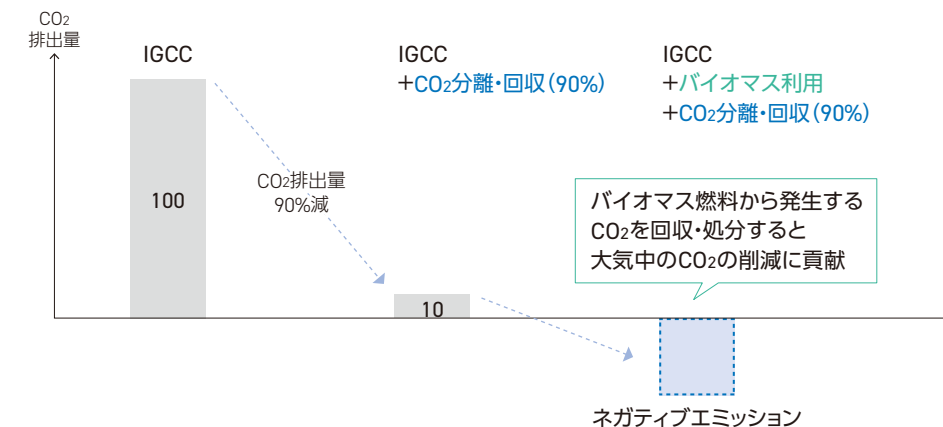 CO2
排出量
IGCC
100
CO2排出量
90%減
IGCC
+CO2分離・回収(90%)
10
IGCC
+バイオマス利用
+CO2分離・回収(90%)
バイオマス燃料から発生する
CO2を回収・処分すると
大気中のCO2の削減に貢献
ネガティブエミッション